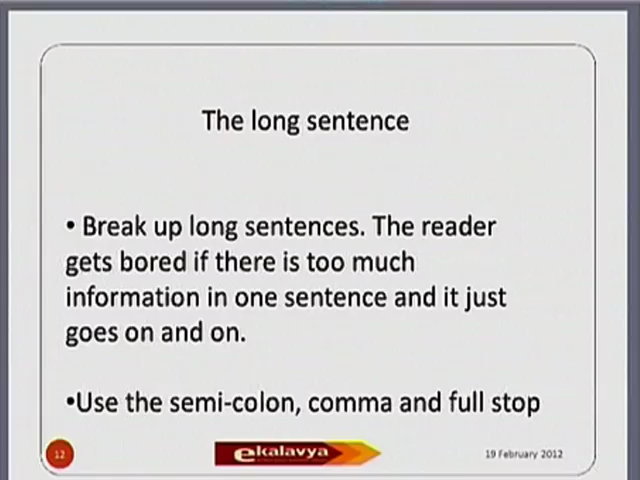 The long sentence
• Break up long sentences. The reader
gets bored if there is too much
information in one sentence and it just
goes on and on.
•Use the semi-colon, comma and full stop
12
ekalavya
19 February 2012